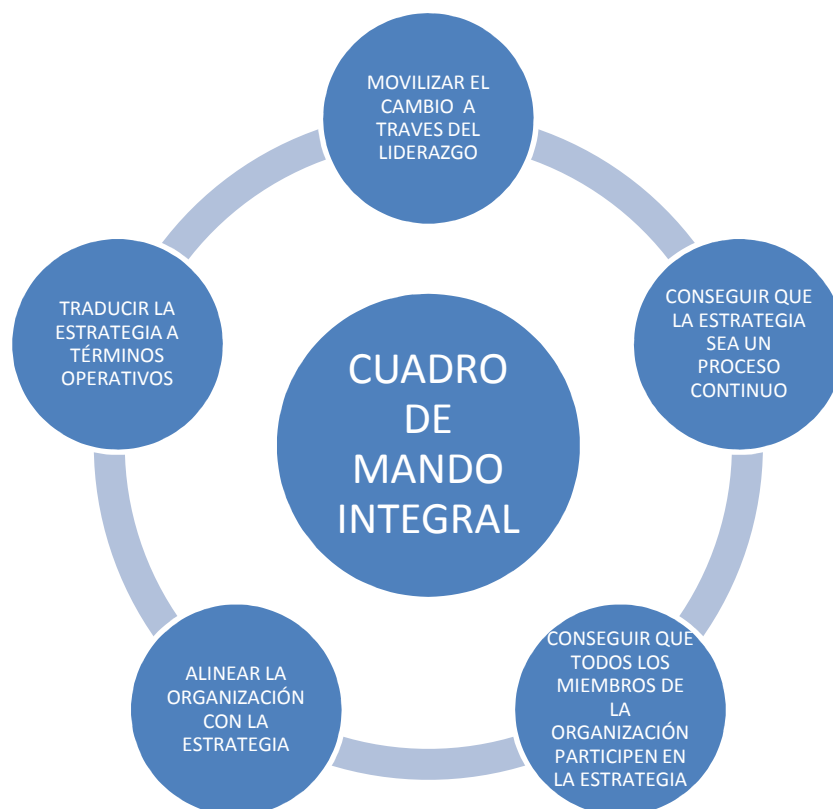 MOVILIZAR EL
CAMBIO A
TRAVES DEL
LIDERAZGO
CONSEGUIR QUE
LA ESTRATEGIA
SEA UN
PROCESO
CONTINUO
TRADUCIR LA
ESTRATEGIA A
TÉRMINOS
OPERATIVOS
CUADRO
DE
MANDO
INTEGRAL
CONSEGUIR QUE
TODOS LOS
MIEMBROS DE
LA
ORGANIZACIÓN
PARTICIPEN EN
LA ESTRATEGIA
ALINEAR LA
ORGANIZACIÓN
CON LA
ESTRATEGIA